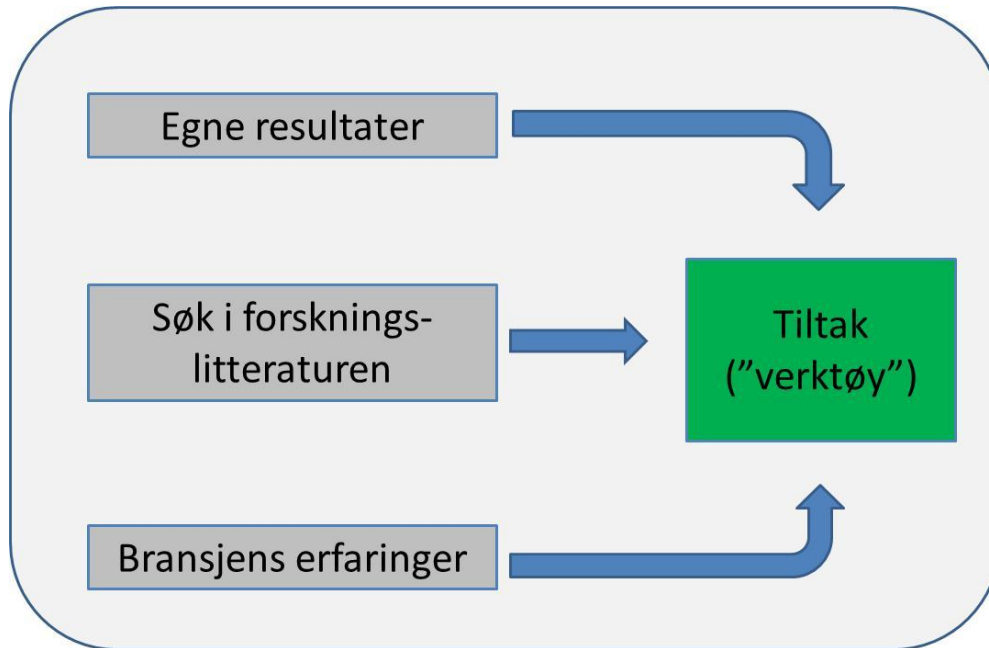 Egne resultater
Søk i forsknings-
litteraturen
Tiltak
(”verktøy”)
Bransjens erfaringer